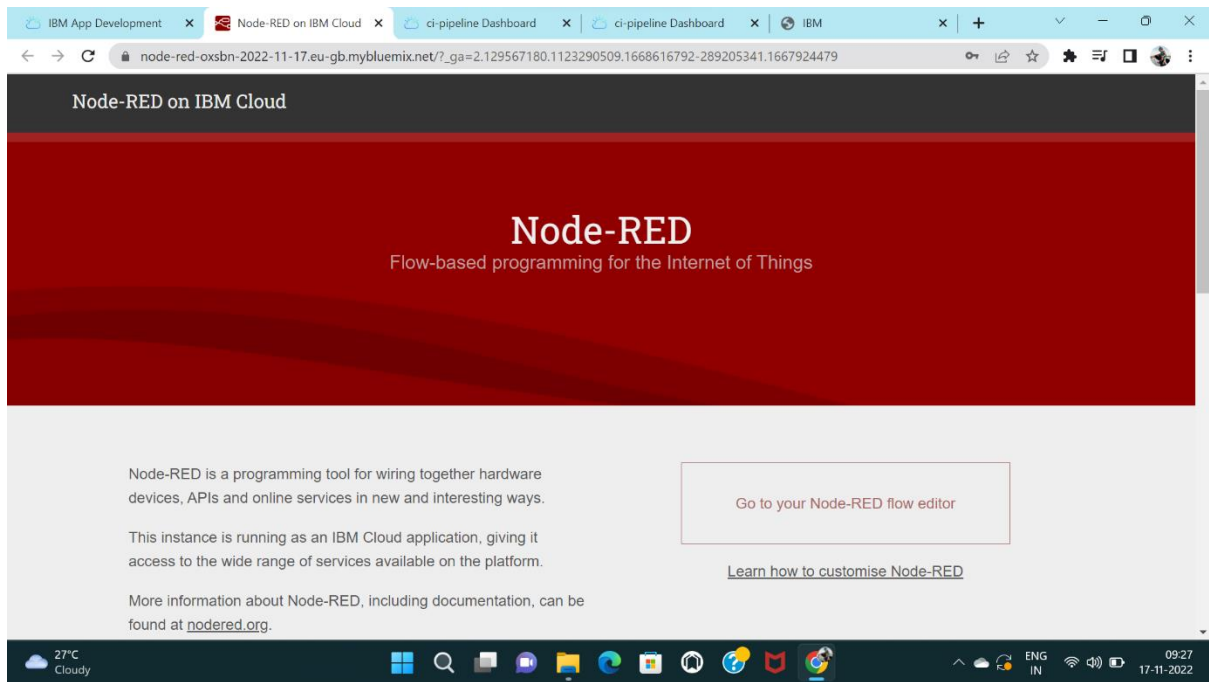 IBM App Development
Node-RED on IBM Cloud
ci-pipeline Dashboard
ci-pipeline Dashboard
IBM
node-red-oxsbn-2022-11-17.eu-gb.mybluemix.net/?_ga=2.129567180.1123290509.1668616792-289205341.1667924479
Node-RED on IBM Cloud
Node-RED
Flow-based programming for the Internet of Things
Node-RED is a programming tool for wiring together hardware
devices, APIs and online services in new and interesting ways.
This instance is running as an IBM Cloud application, giving it
access to the wide range of services available on the platform.
More information about Node-RED, including documentation, can be
found at nodered.org.
Go to your Node-RED flow editor
Learn how to customise Node-RED
27°C
Cloudy
ENG
IN
09:27
17-11-2022